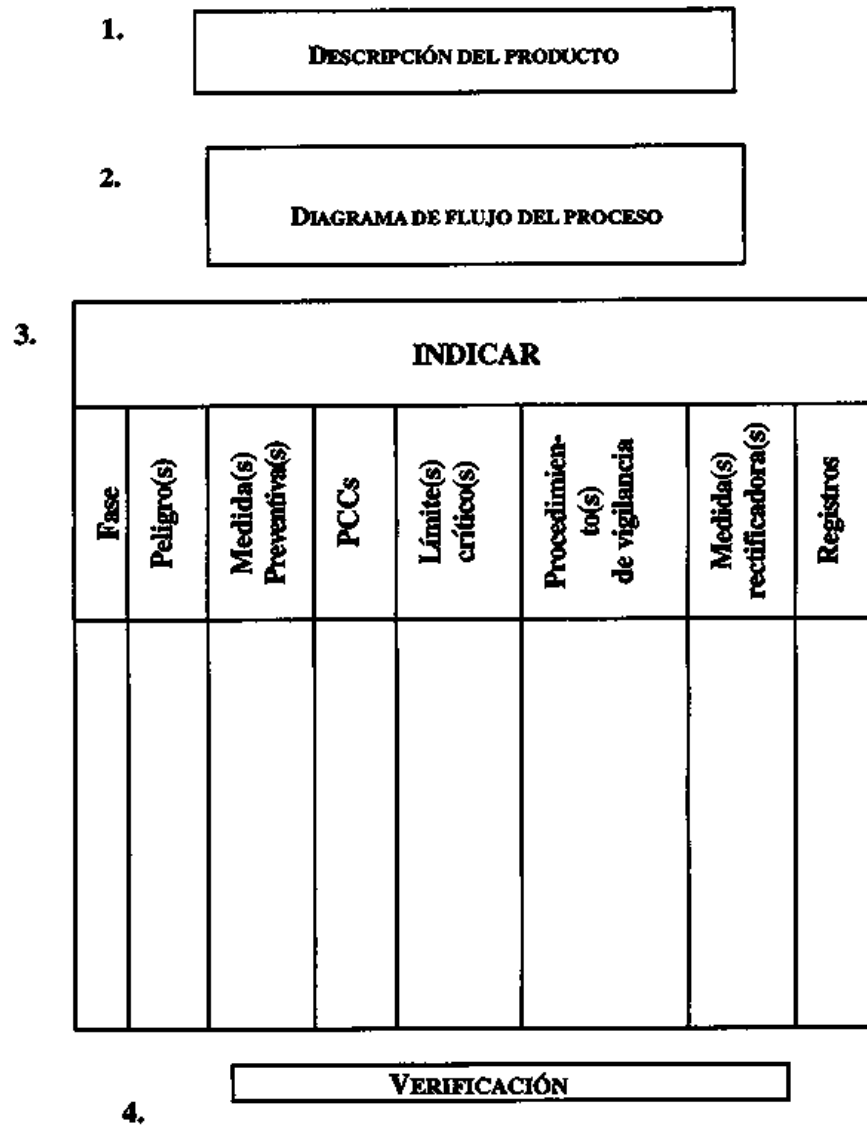 1.
DESCRIPCIÓN DEL PRODUCTO
2.
DIAGRAMA DE FLUJO DEL PROCESO
3.
INDICAR
Fase
Peligro(s)
Medida(s)
Preventiva(s)
PCCs
Límite(s)
crítico(s)
Procedimien-
to(s)
de vigilancia
Medida(s)
rectificadora(s)
Registros
VERIFICACIÓN
4.